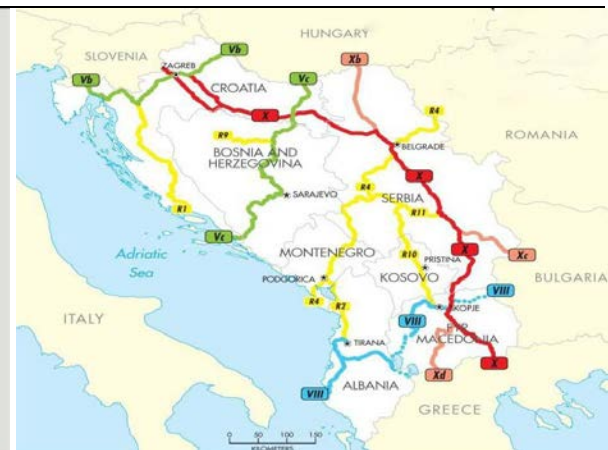 HUNGARY
SLOVENIA
Vb
Vb
ZAGREB
Xb
Vc
CROATIA
X
R4
ROMANIA
R9
BOSNIA AND
HERZEGOVINA
BELGRADE
X
R4
SARAJEVO
SERBIA
R1
R11
Vc
Adriatic
Sea
MONTENEGRO
R10
X
Xc
PRISTINA
KOSOVO
BULGARIA
PODGORICA
R4
R2
VIII
VIII
SKOPJE
ITALY
FYR
MACEDONIA
TIRANA
X
Xd
VIII
ALBANIA
GREECE
0 50 100 150
KILOMETERS